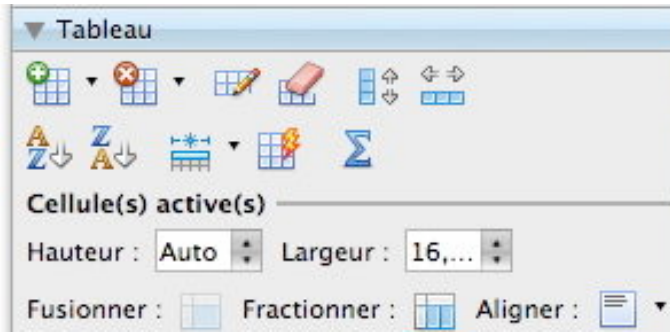 Tableau
Cellule(s) active(s)
Hauteur : Auto Largeur : 16,...
Fusionner : Fractionner : Aligner :